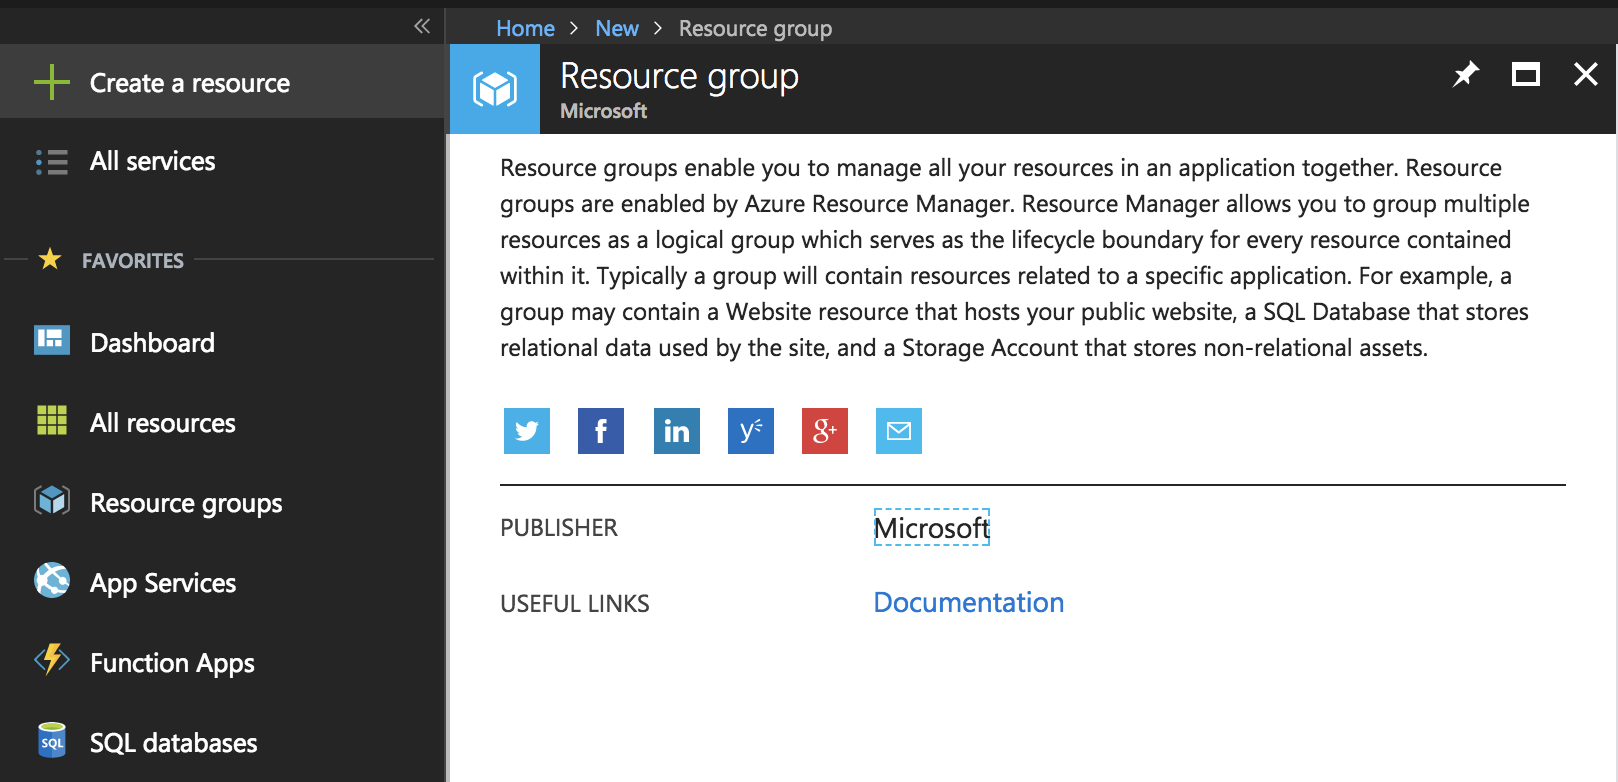 Home > New > Resource group
Create a resource
All services
FAVORITES
Dashboard
All resources
Resource groups
App Services
Function Apps
SQL
SQL databases
Resource group
Microsoft
Resource groups enable you to manage all your resources in an application together. Resource
groups are enabled by Azure Resource Manager. Resource Manager allows you to group multiple
resources as a logical group which serves as the lifecycle boundary for every resource contained
within it. Typically a group will contain resources related to a specific application. For example, a
group may contain a Website resource that hosts your public website, a SQL Database that stores
relational data used by the site, and a Storage Account that stores non-relational assets.
f in y g+
PUBLISHER Microsoft
USEFUL LINKS Documentation